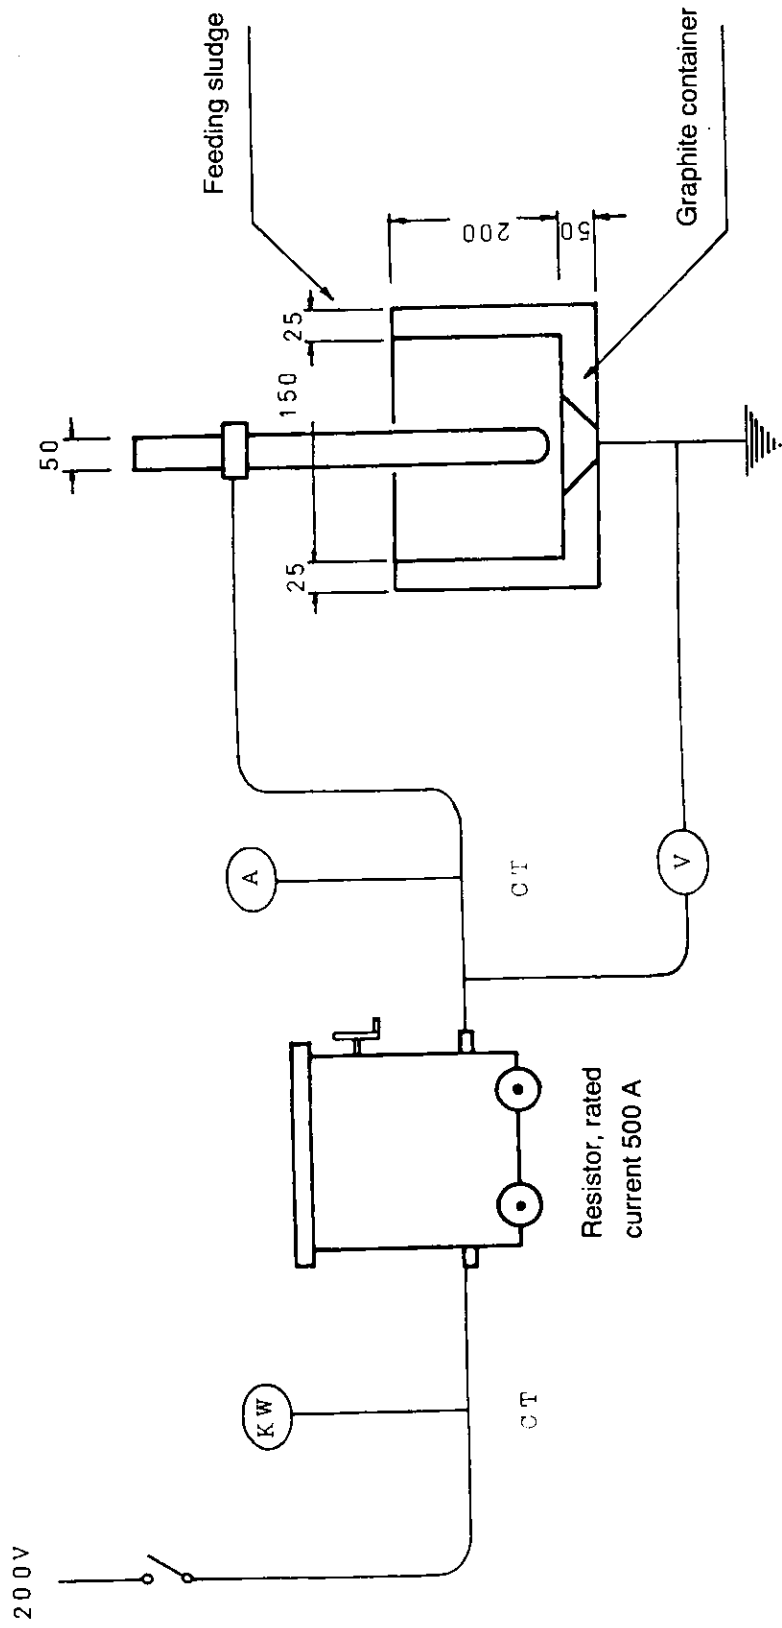 200V
KW
CT
Resistor, rated
current 500 A
A
CT
V
50
25
150
25
200
50
Feeding sludge
Graphite container